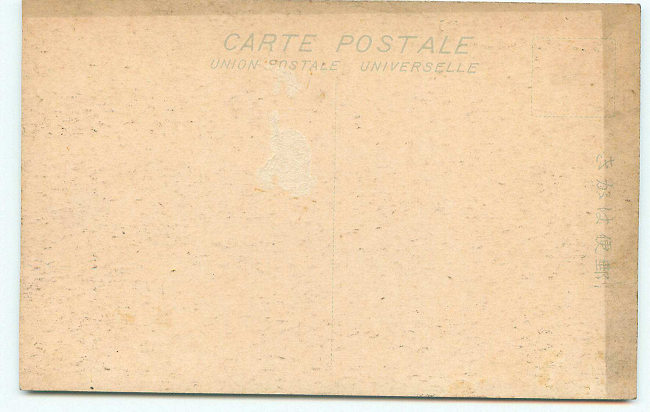 CARTE POSTALE
UNION POSTALE UNIVERSELLE
郵便はかき